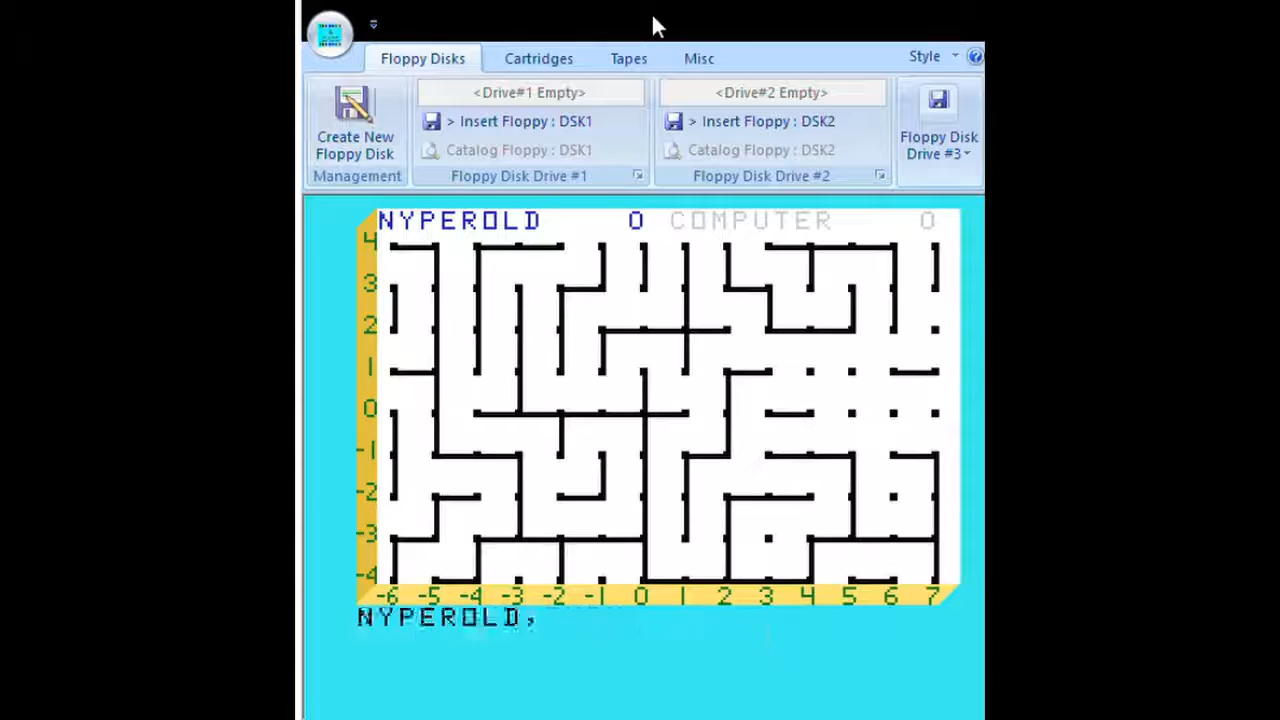 Floppy Disks Cartridges Tapes Misc Style
<Drive#1 Empty> <Drive#2 Empty>
> Insert Floppy : DSK1 > Insert Floppy : DSK2
Create New Floppy Disk
Catalog Floppy : DSK1 Catalog Floppy : DSK2
Floppy Disk Drive #3
Management Floppy Disk Drive #1 Floppy Disk Drive #2
NYPEROLD 0 COMPUTER 0
4
3
2
1
0
-1
-2
-3
-4
-6 -5 -4 -3 -2 -1 0 1 2 3 4 5 6 7
NYPEROLD,